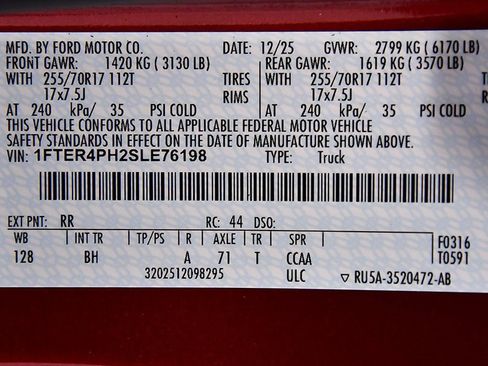 MFD. BY FORD MOTOR CO. DATE: 12/25 GVWR: 2799 KG ( 6170 LB)
FRONT GAWR: 1420 KG ( 3130 LB) REAR GAWR: 1619 KG ( 3570 LB)
WITH 255/70R17 112T TIRES WITH 255/70R17 112T
17x7.5J RIMS 17x7.5J
AT 240 kPa/ 35 PSI COLD AT 240 kPa/ 35 PSI COLD
THIS VEHICLE CONFORMS TO ALL APPLICABLE FEDERAL MOTOR VEHICLE
SAFETY STANDARDS IN EFFECT ON THE DATE OF MANUFACTURE SHOWN ABOVE.
VIN: 1FTER4PH2SLE76198 TYPE: Truck
EXT PNT: RR RC: 44 DSO:
WB INT TR TP/PS R AXLE TR SPR F0316
128 BH A 71 T CCAA T0591
3202512098295 ULC ▽ RU5A-3520472-AB